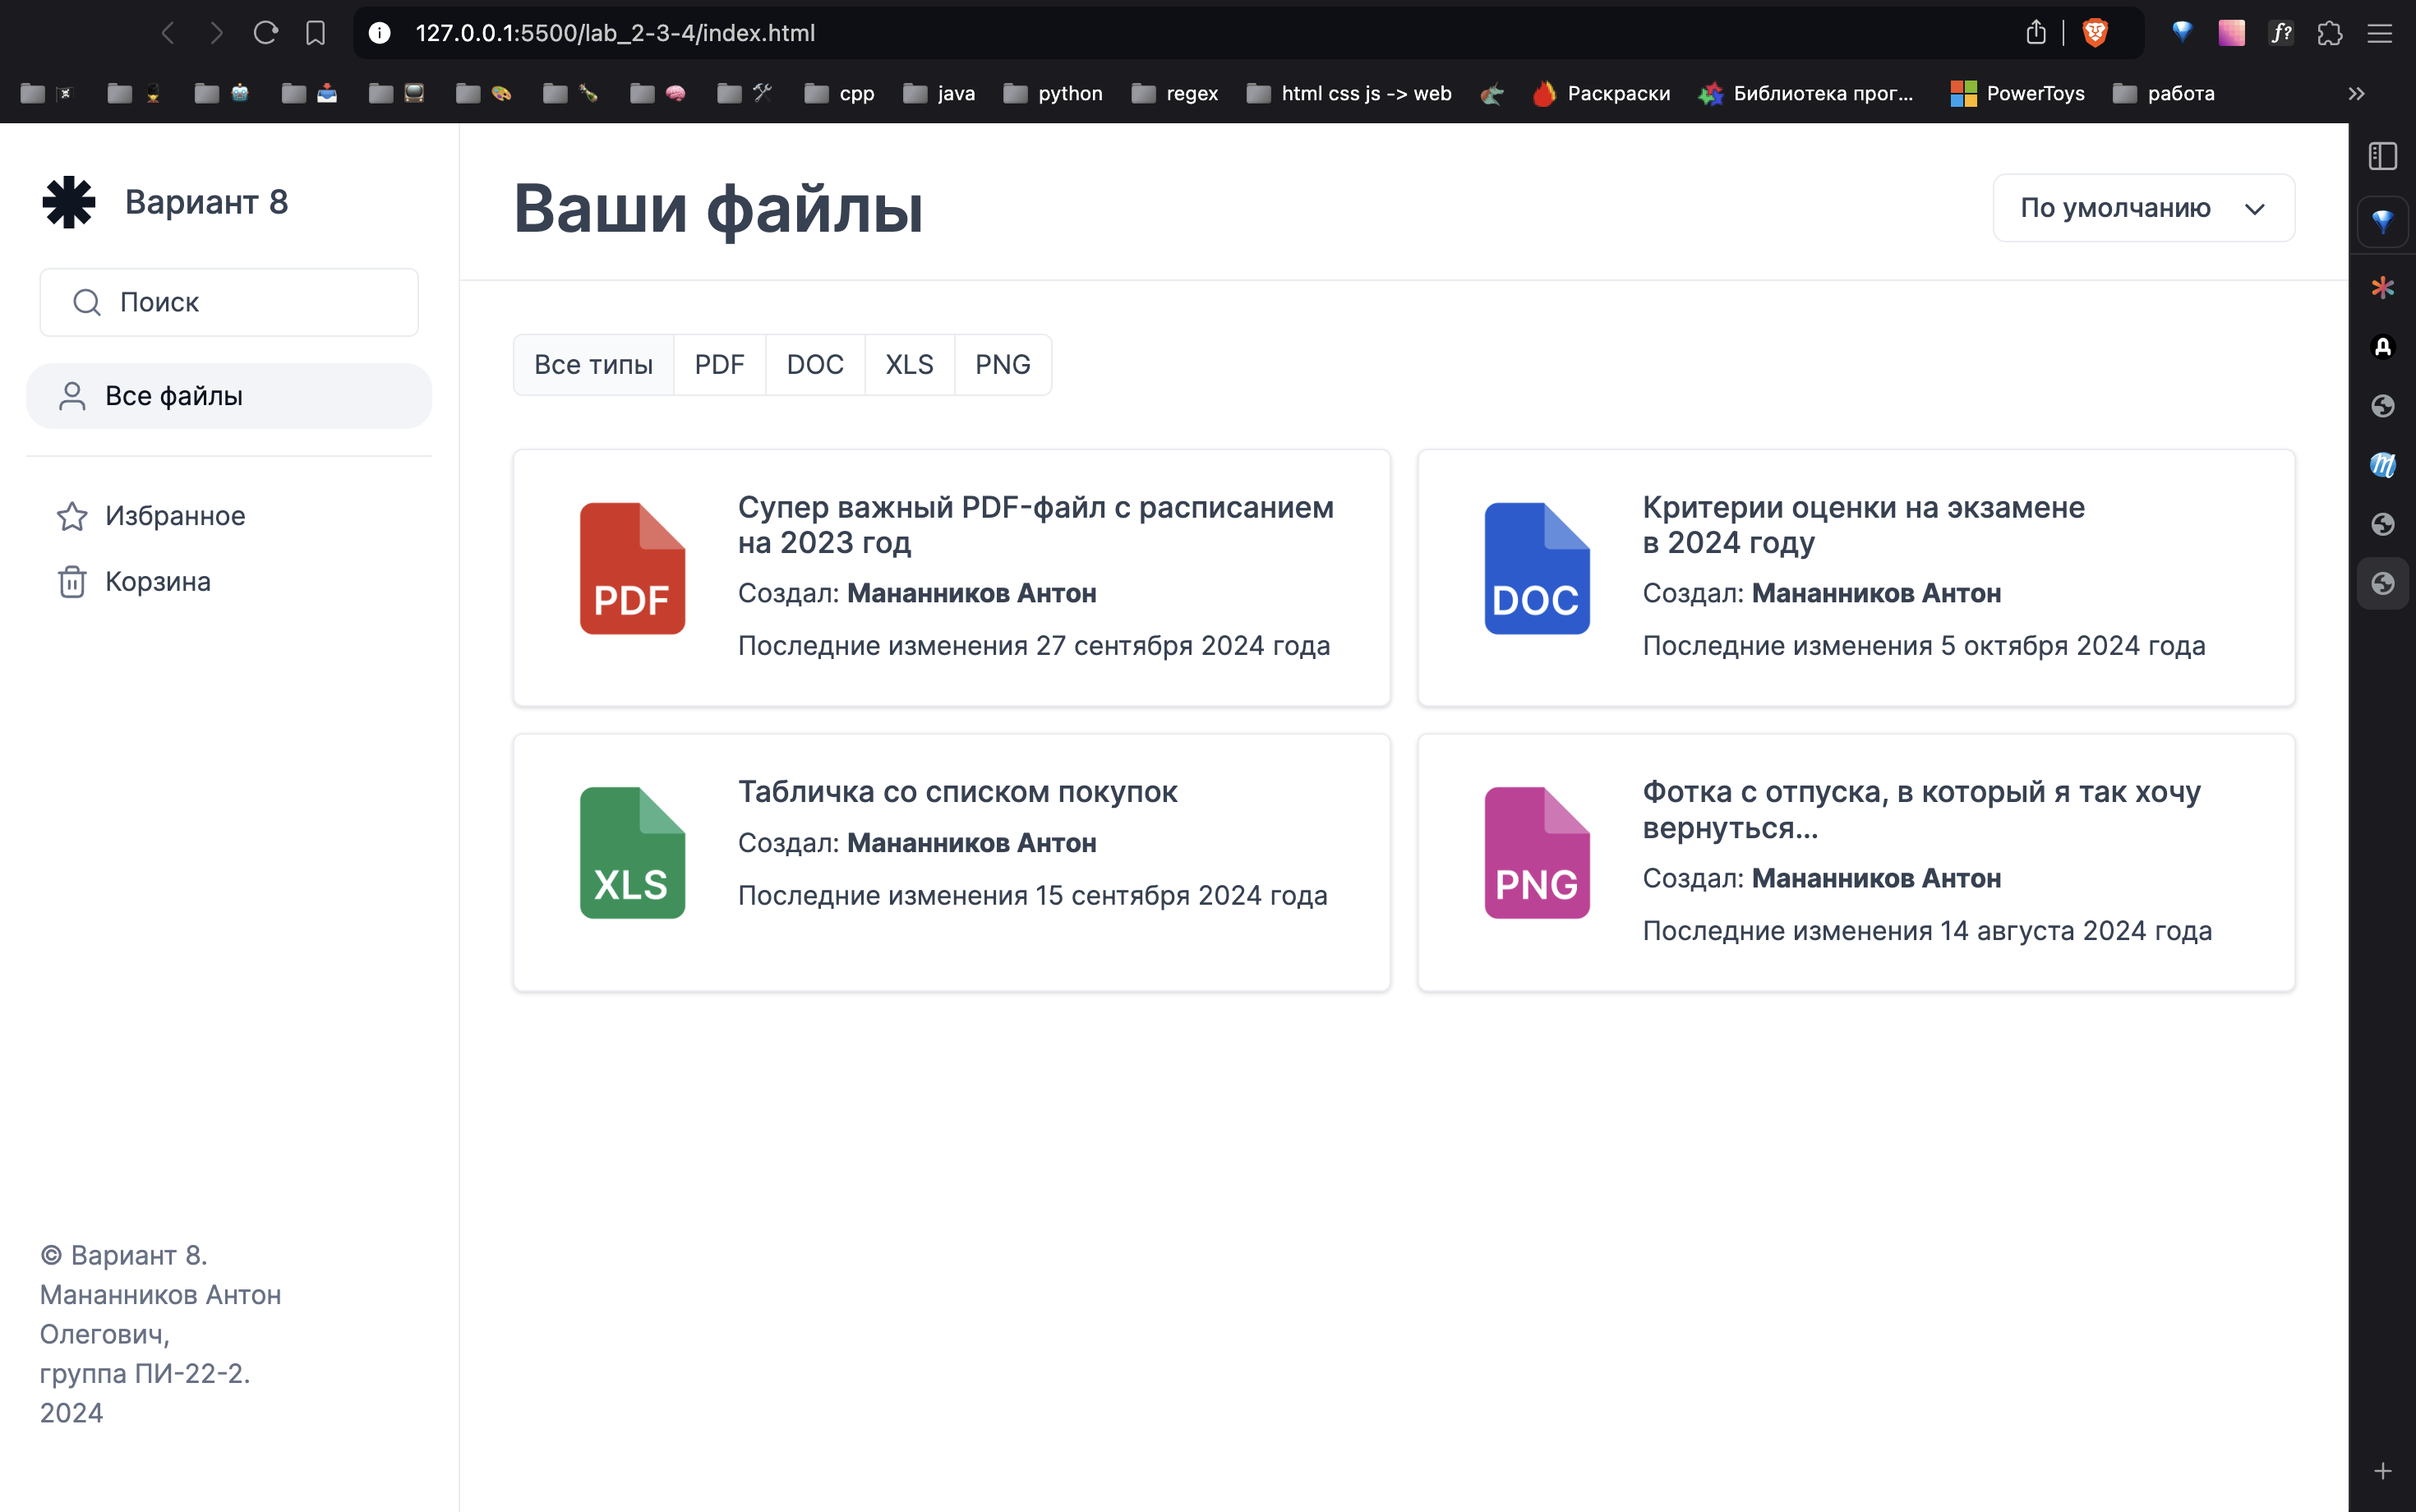 127.0.0.1:5500/lab_2-3-4/index.html
f?
cpp
java
python
regex
html css js -> web
Раскраски
Библиотека прог...
PowerToys
работа
Вариант 8
Поиск
Все файлы
Избранное
Корзина
© Вариант 8.
Мананников Антон
Олегович,
группа ПИ-22-2.
2024
Ваши файлы
По умолчанию
Все типы
PDF
DOC
XLS
PNG
PDF
Супер важный PDF-файл с расписанием
на 2023 год
Создал: Мананников Антон
Последние изменения 27 сентября 2024 года
DOC
Критерии оценки на экзамене
в 2024 году
Создал: Мананников Антон
Последние изменения 5 октября 2024 года
XLS
Табличка со списком покупок
Создал: Мананников Антон
Последние изменения 15 сентября 2024 года
PNG
Фотка с отпуска, в который я так хочу
вернуться...
Создал: Мананников Антон
Последние изменения 14 августа 2024 года